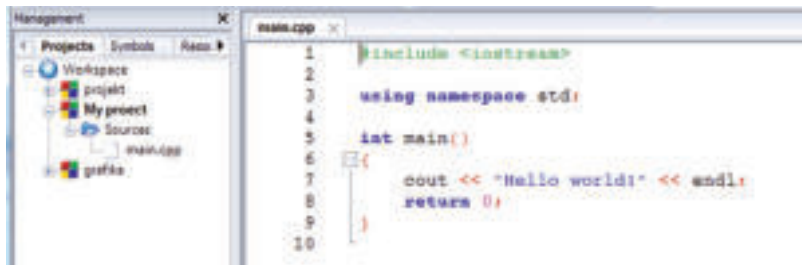 Management
Projects Symbols Reso
Workspace
projekt
My proect
Sources
main.cpp
grafika
main.cpp
1 #include <iostream>
2
3 using namespace std;
4
5 int main()
6 {
7 cout << "Hello world!" << endl;
8 return 0;
9 }
10